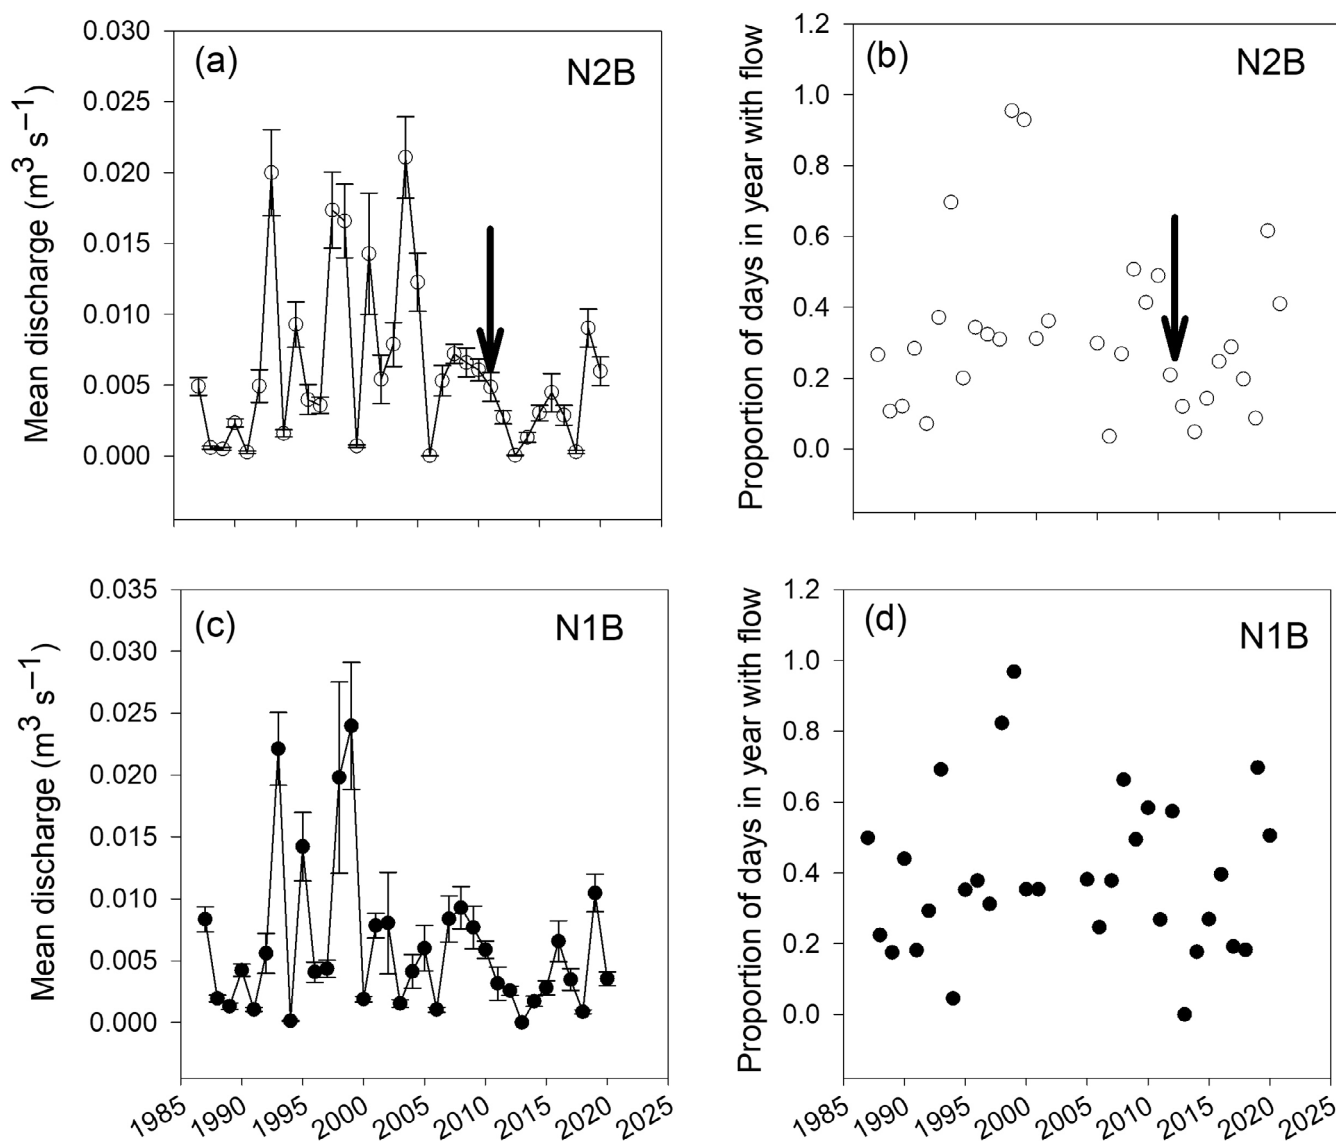 (a)
N2B
Mean discharge (m³ s⁻¹)
0.030
0.025
0.020
0.015
0.010
0.005
0.000
(b)
N2B
Proportion of days in year with flow
1.2
1.0
0.8
0.6
0.4
0.2
0.0
(c)
N1B
Mean discharge (m³ s⁻¹)
0.035
0.030
0.025
0.020
0.015
0.010
0.005
0.000
1985 1990 1995 2000 2005 2010 2015 2020 2025
(d)
N1B
Proportion of days in year with flow
1.2
1.0
0.8
0.6
0.4
0.2
0.0
1985 1990 1995 2000 2005 2010 2015 2020 2025